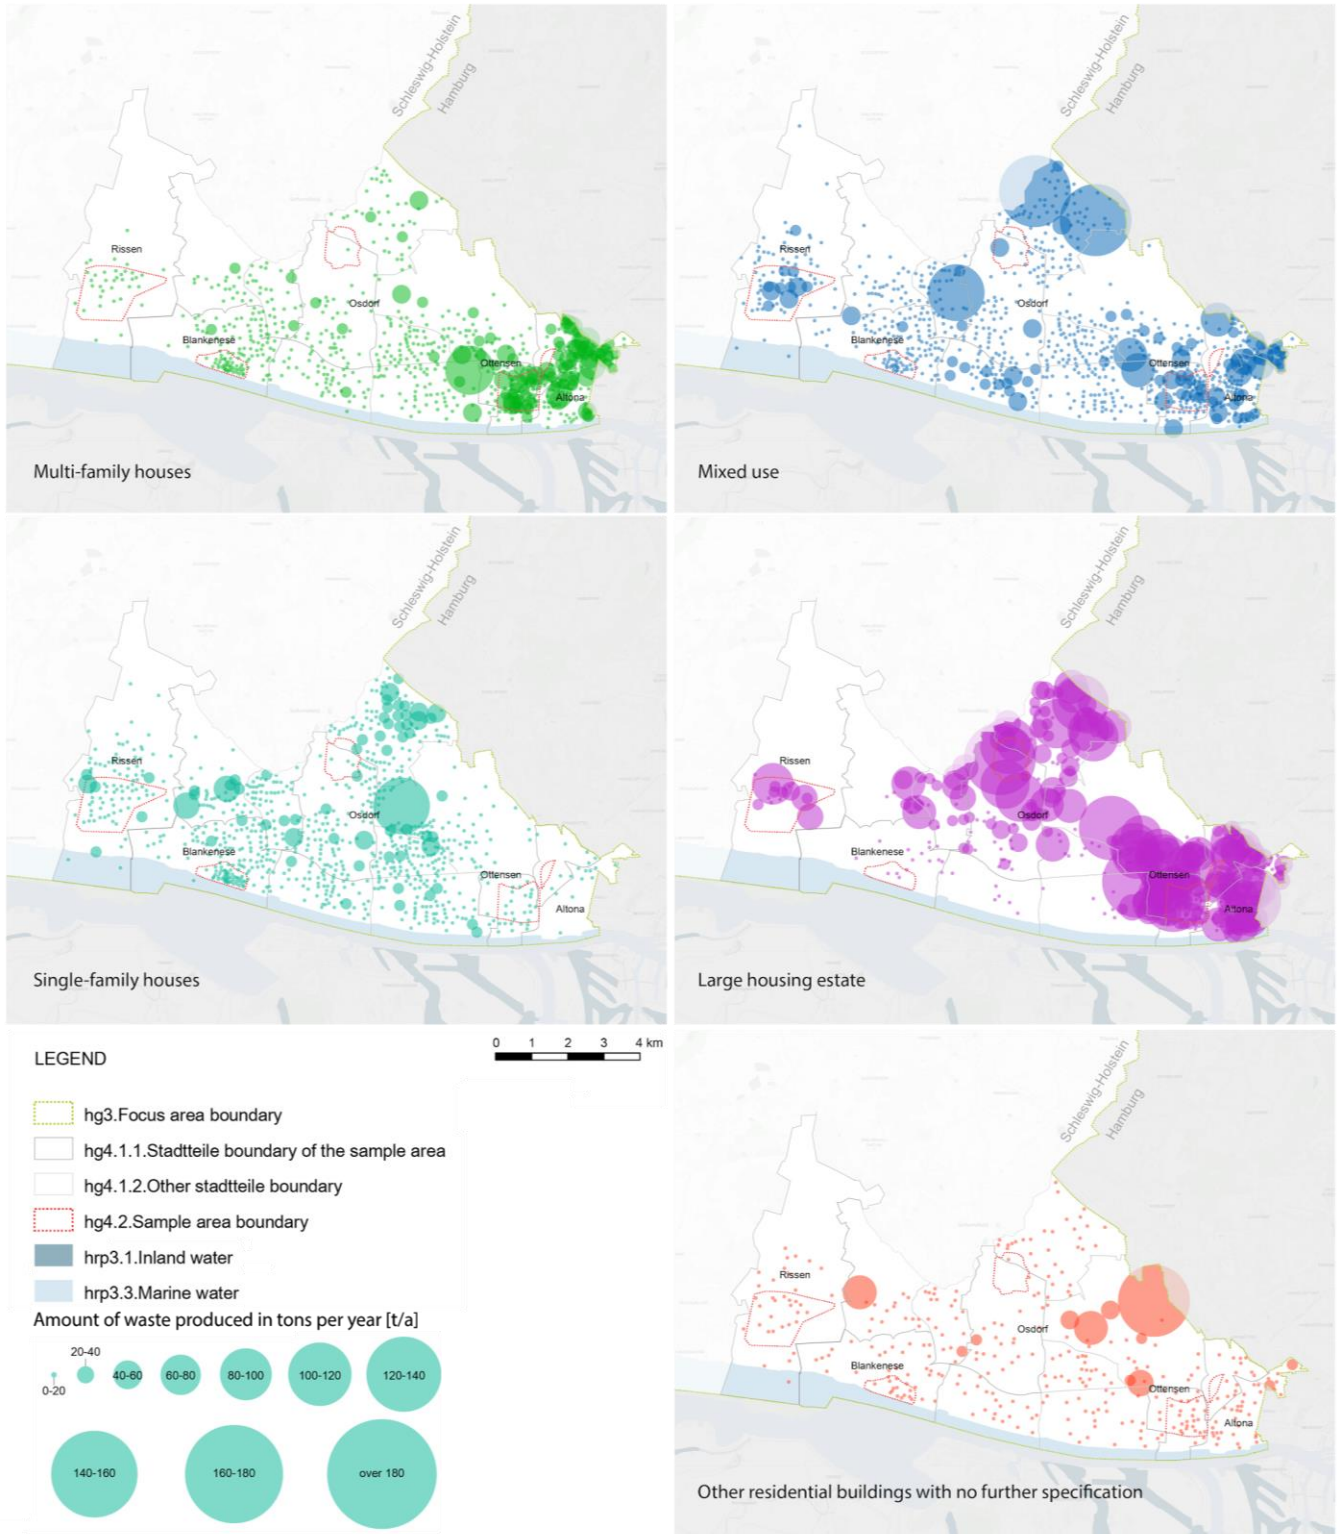 Schleswig-Holstein
Hamburg
Rissen
Osdorf
Blankenese
Ottensen
Altona
Multi-family houses
Schleswig-Holstein
Hamburg
Rissen
Osdorf
Blankenese
Ottensen
Altona
Mixed use
Schleswig-Holstein
Hamburg
Rissen
Osdorf
Blankenese
Ottensen
Altona
Single-family houses
Schleswig-Holstein
Hamburg
Rissen
Osdorf
Blankenese
Ottensen
Altona
Large housing estate
LEGEND
0 1 2 3 4 km
hg3.Focus area boundary
hg4.1.1.Stadtteile boundary of the sample area
hg4.1.2.Other stadtteile boundary
hg4.2.Sample area boundary
hrp3.1.Inland water
hrp3.3.Marine water
Amount of waste produced in tons per year [t/a]
0-20
20-40
40-60
60-80
80-100
100-120
120-140
140-160
160-180
over 180
Schleswig-Holstein
Hamburg
Rissen
Osdorf
Blankenese
Ottensen
Altona
Other residential buildings with no further specification